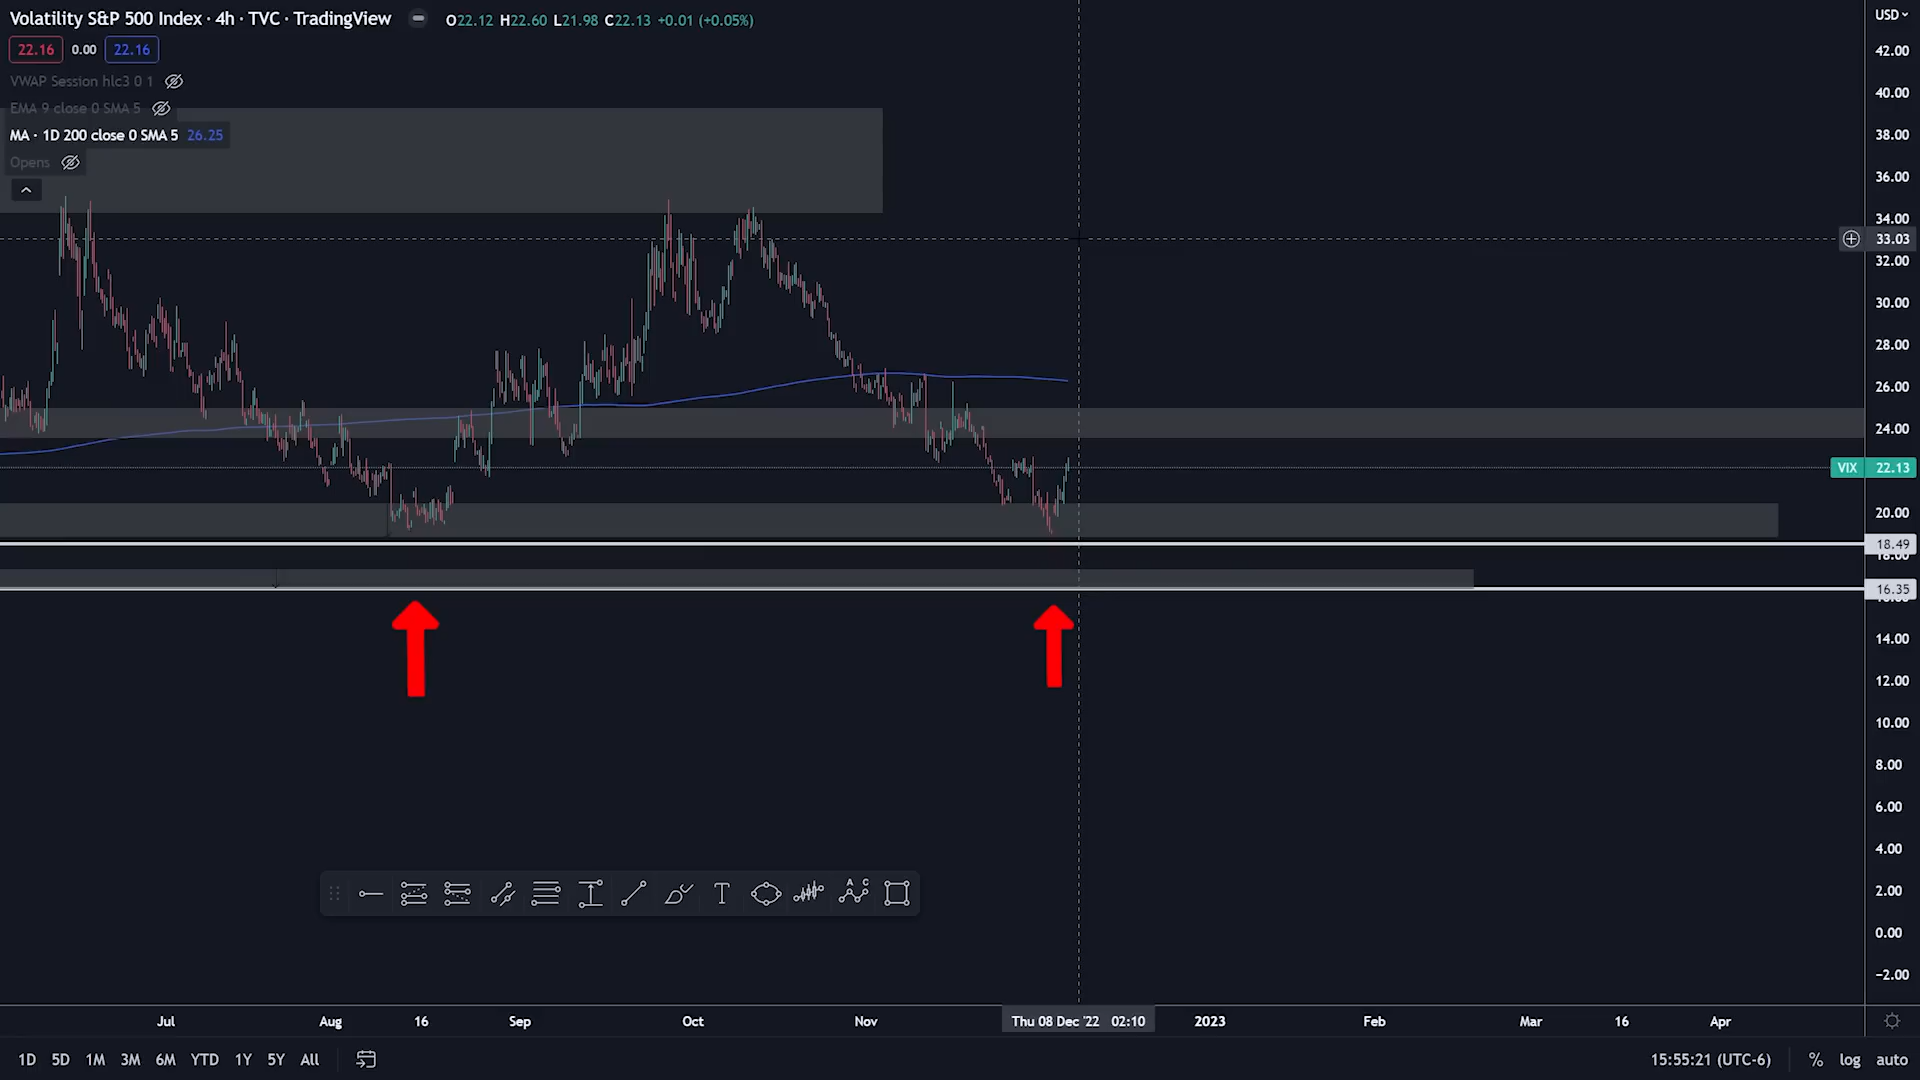 Volatility S&P 500 Index · 4h · TVC · TradingView O22.12 H22.60 L21.98 C22.13 +0.01 (+0.05%)
22.16 0.00 22.16
VWAP Session hlc3 0 1
EMA 9 close 0 SMA 5
MA · 1D 200 close 0 SMA 5 26.25
Opens
USD
42.00
40.00
38.00
36.00
34.00
33.03
32.00
30.00
28.00
26.00
24.00
VIX 22.13
20.00
18.49
18.00
16.35
14.00
12.00
10.00
8.00
6.00
4.00
2.00
0.00
−2.00
T
A C
Jul Aug 16 Sep Oct Nov Thu 08 Dec '22 02:10 2023 Feb Mar 16 Apr
1D 5D 1M 3M 6M YTD 1Y 5Y All 15:55:21 (UTC-6) % log auto